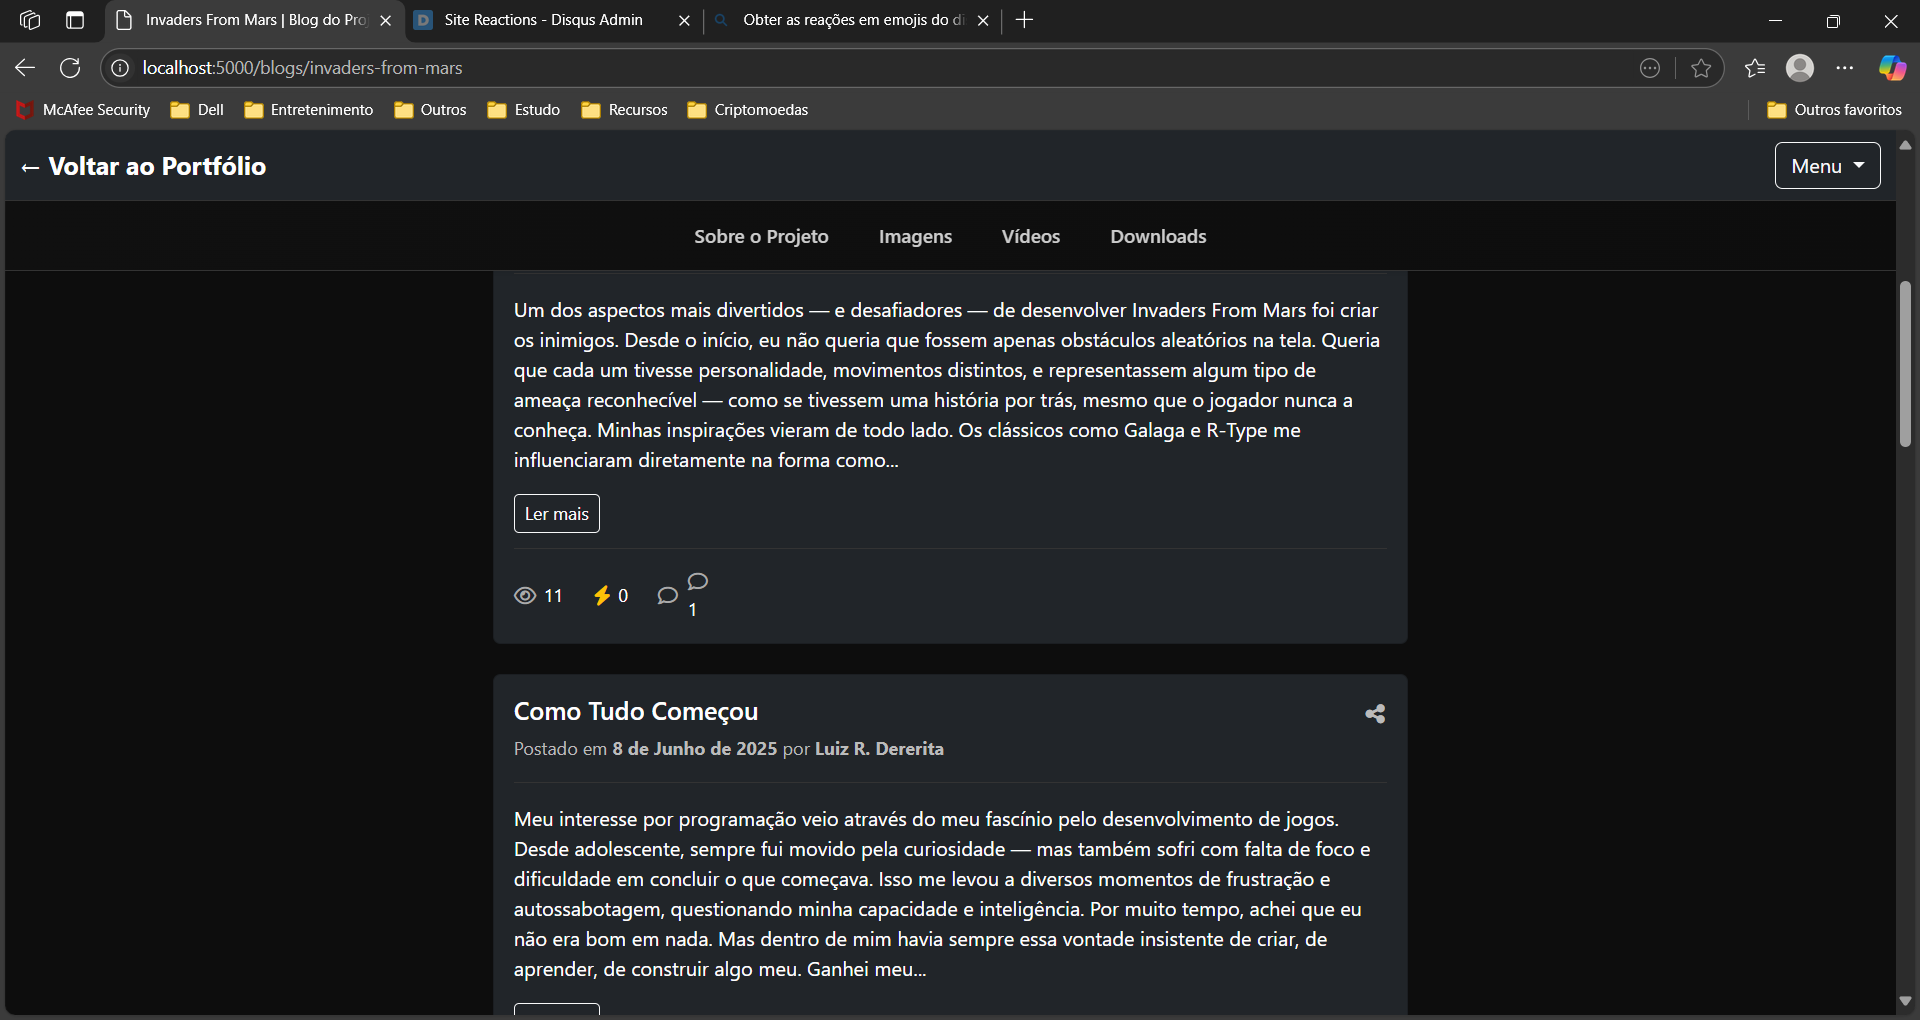 Invaders From Mars | Blog do Pro
Site Reactions - Disqus Admin
Obter as reações em emojis do di
localhost:5000/blogs/invaders-from-mars
McAfee Security
Dell
Entretenimento
Outros
Estudo
Recursos
Criptomoedas
Outros favoritos
← Voltar ao Portfólio
Menu
Sobre o Projeto
Imagens
Vídeos
Downloads
Um dos aspectos mais divertidos — e desafiadores — de desenvolver Invaders From Mars foi criar
os inimigos. Desde o início, eu não queria que fossem apenas obstáculos aleatórios na tela. Queria
que cada um tivesse personalidade, movimentos distintos, e representassem algum tipo de
ameaça reconhecível — como se tivessem uma história por trás, mesmo que o jogador nunca a
conheça. Minhas inspirações vieram de todo lado. Os clássicos como Galaga e R-Type me
influenciaram diretamente na forma como...
Ler mais
11
0
1
Como Tudo Começou
Postado em 8 de Junho de 2025 por Luiz R. Dererita
Meu interesse por programação veio através do meu fascínio pelo desenvolvimento de jogos.
Desde adolescente, sempre fui movido pela curiosidade — mas também sofri com falta de foco e
dificuldade em concluir o que começava. Isso me levou a diversos momentos de frustração e
autossabotagem, questionando minha capacidade e inteligência. Por muito tempo, achei que eu
não era bom em nada. Mas dentro de mim havia sempre essa vontade insistente de criar, de
aprender, de construir algo meu. Ganhei meu...